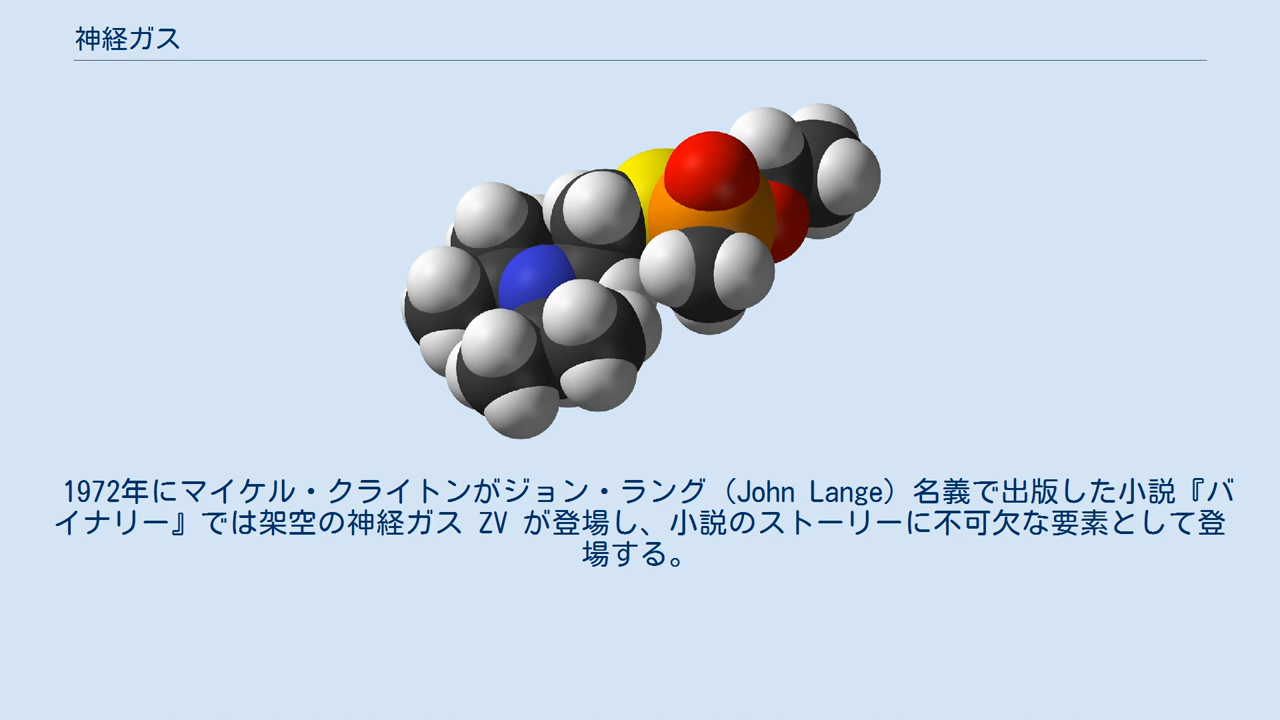 神経ガス
1972年にマイケル・クライトンがジョン・ラング（John Lange）名義で出版した小説『バ
イナリー』では架空の神経ガス ZV が登場し、小説のストーリーに不可欠な要素として登
場する。